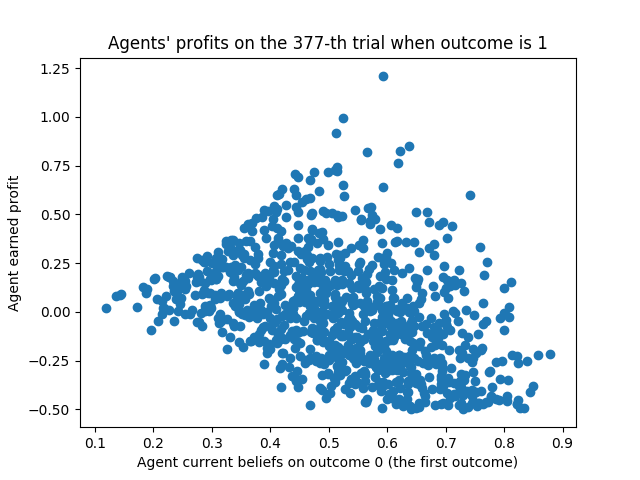 Agents' profits on the 377-th trial when outcome is 1
1.25
1.00
0.75
0.50
0.25
0.00
−0.25
−0.50
Agent earned profit
0.1 0.2 0.3 0.4 0.5 0.6 0.7 0.8 0.9
Agent current beliefs on outcome 0 (the first outcome)